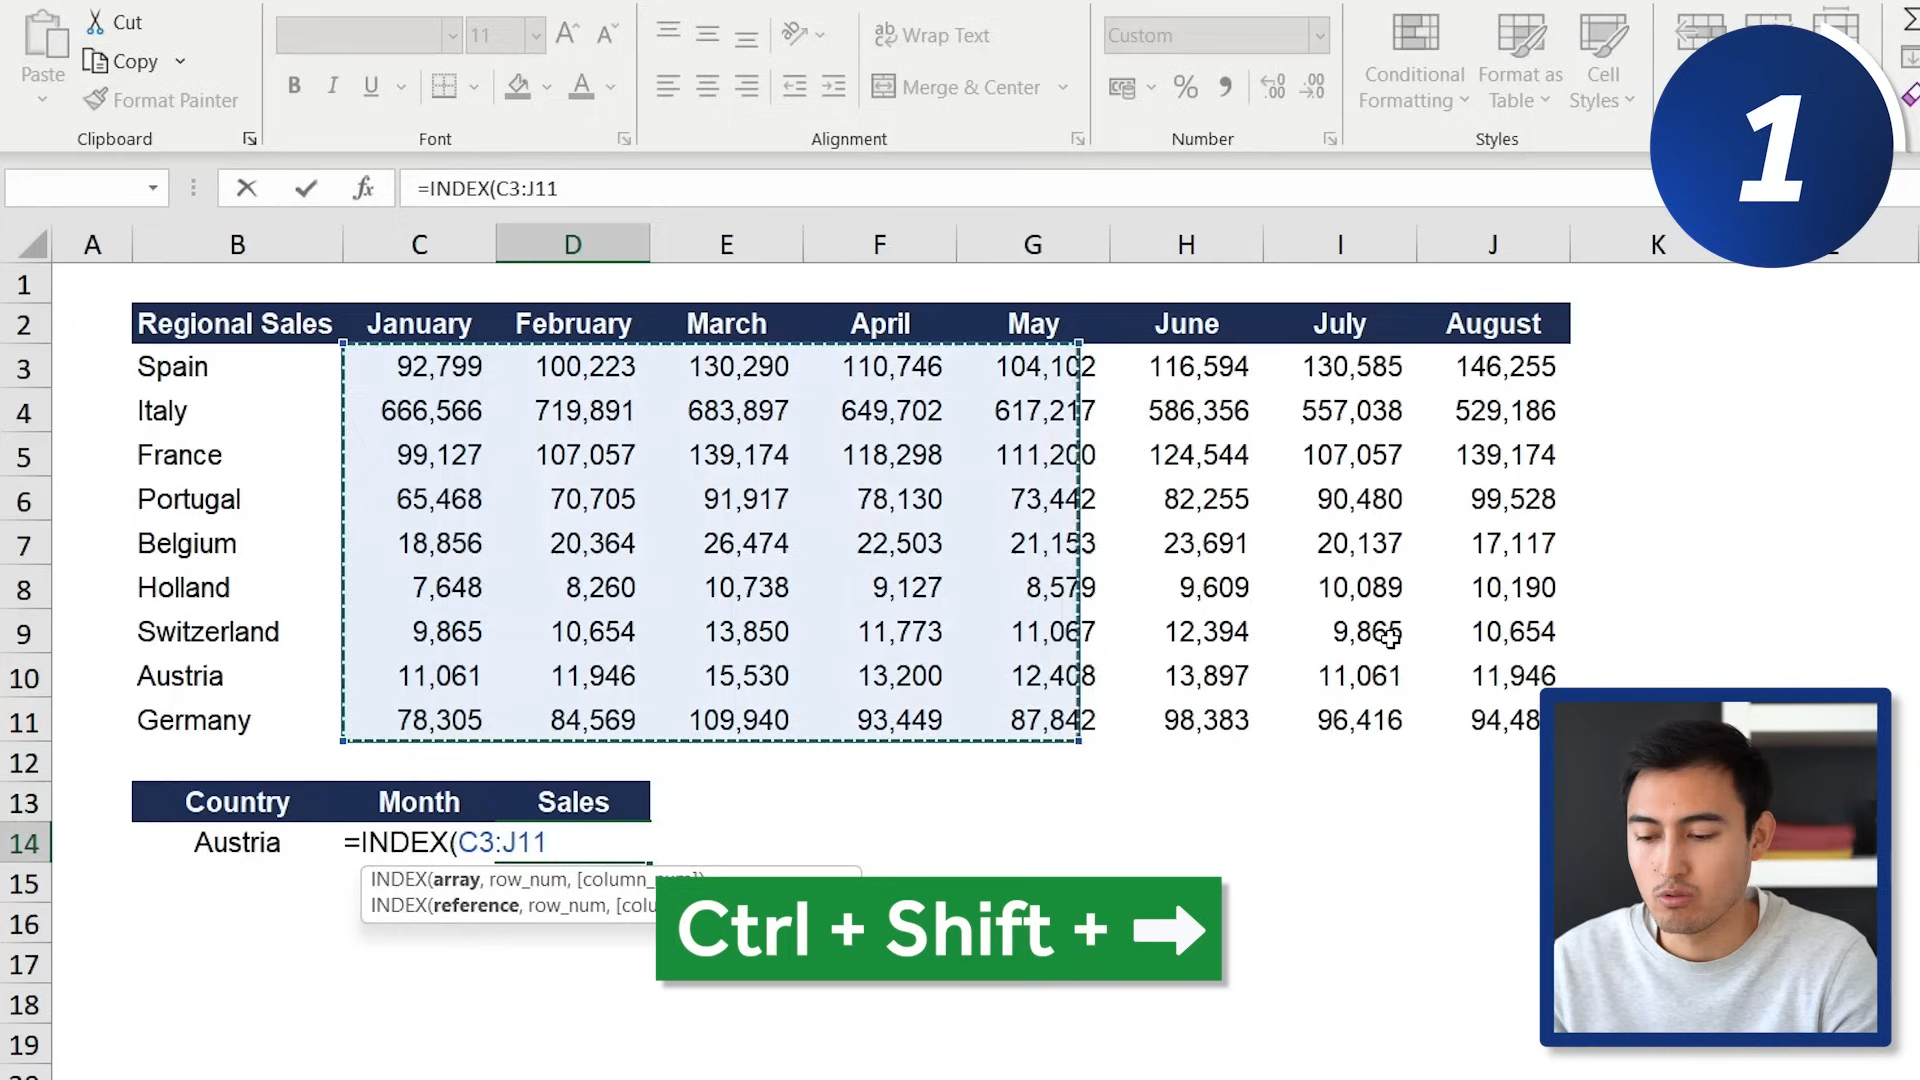 Cut
Copy
Paste
Format Painter
Clipboard
11
B I U
Font
Wrap Text
Merge & Center
Alignment
Custom
Number
Conditional Formatting
Format as Table
Cell Styles
Styles
1
=INDEX(C3:J11
A B C D E F G H I J K
1
2 Regional Sales January February March April May June July August
3 Spain 92,799 100,223 130,290 110,746 104,102 116,594 130,585 146,255
4 Italy 666,566 719,891 683,897 649,702 617,217 586,356 557,038 529,186
5 France 99,127 107,057 139,174 118,298 111,200 124,544 107,057 139,174
6 Portugal 65,468 70,705 91,917 78,130 73,442 82,255 90,480 99,528
7 Belgium 18,856 20,364 26,474 22,503 21,153 23,691 20,137 17,117
8 Holland 7,648 8,260 10,738 9,127 8,579 9,609 10,089 10,190
9 Switzerland 9,865 10,654 13,850 11,773 11,067 12,394 9,865 10,654
10 Austria 11,061 11,946 15,530 13,200 12,408 13,897 11,061 11,946
11 Germany 78,305 84,569 109,940 93,449 87,842 98,383 96,416 94,48
12
13 Country Month Sales
14 Austria =INDEX(C3:J11
15 INDEX(array, row_num, [column_num])
16 INDEX(reference, row_num, [colu
Ctrl + Shift + ➡
17
18
19